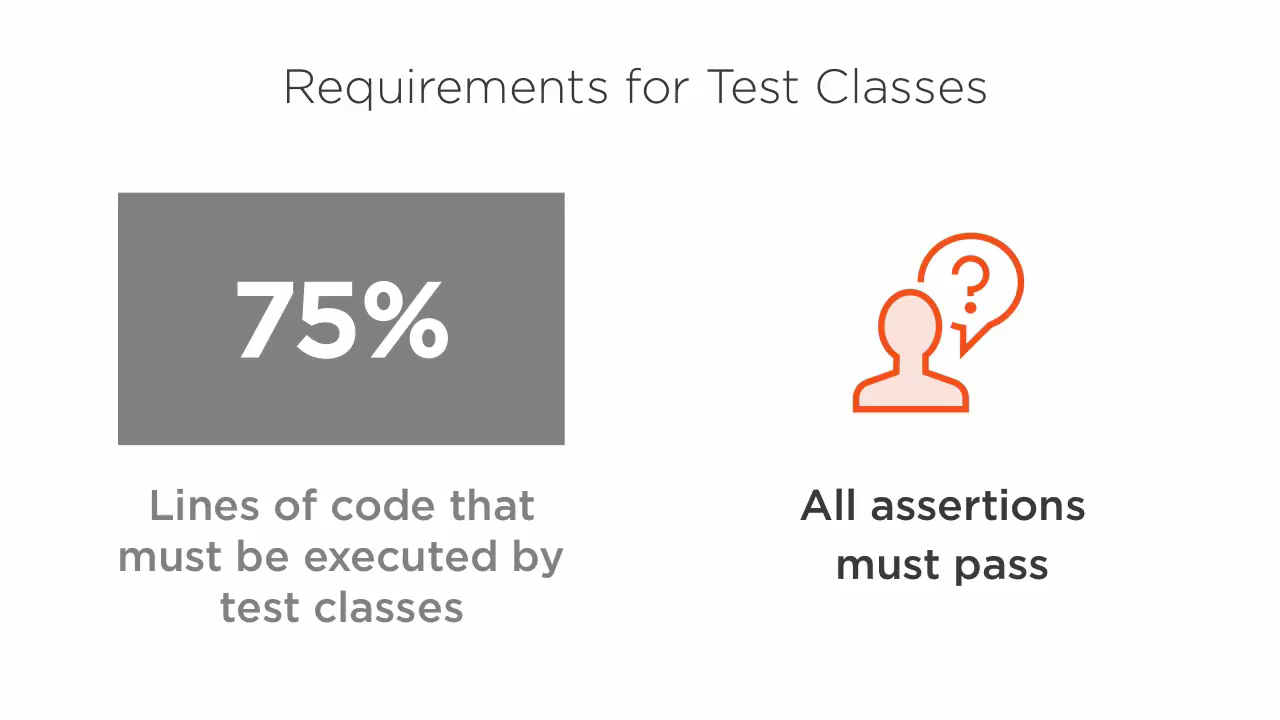 Requirements for Test Classes
75%
Lines of code that
must be executed by
test classes
?
All assertions
must pass